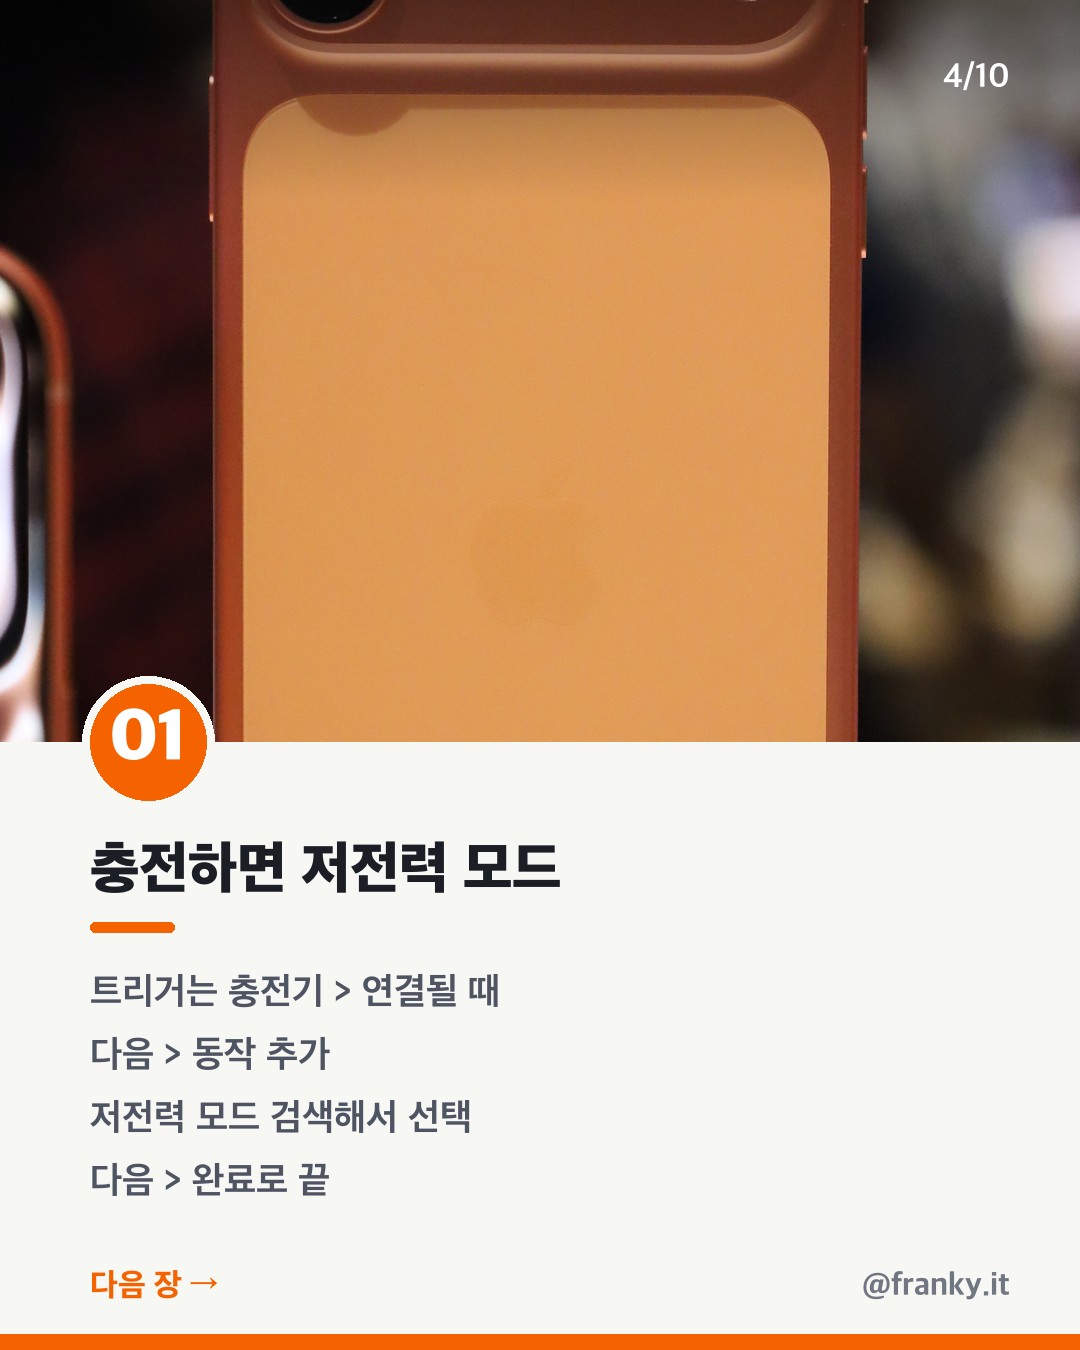 4/10
01
충전하면 저전력 모드
트리거는 충전기 > 연결될 때
다음 > 동작 추가
저전력 모드 검색해서 선택
다음 > 완료로 끝
다음 장 →
@franky.it